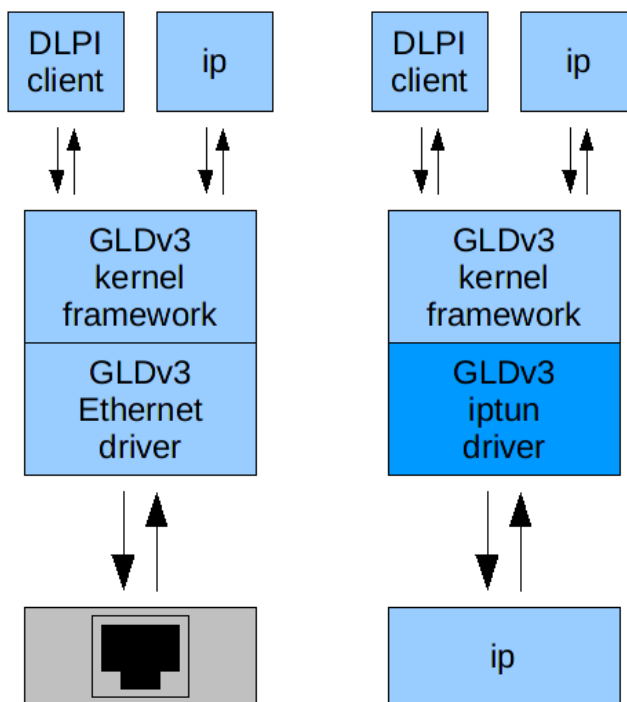 DLPI
client
ip
GLDv3
kernel
framework
GLDv3
Ethernet
driver
DLPI
client
ip
GLDv3
kernel
framework
GLDv3
iptun
driver
ip